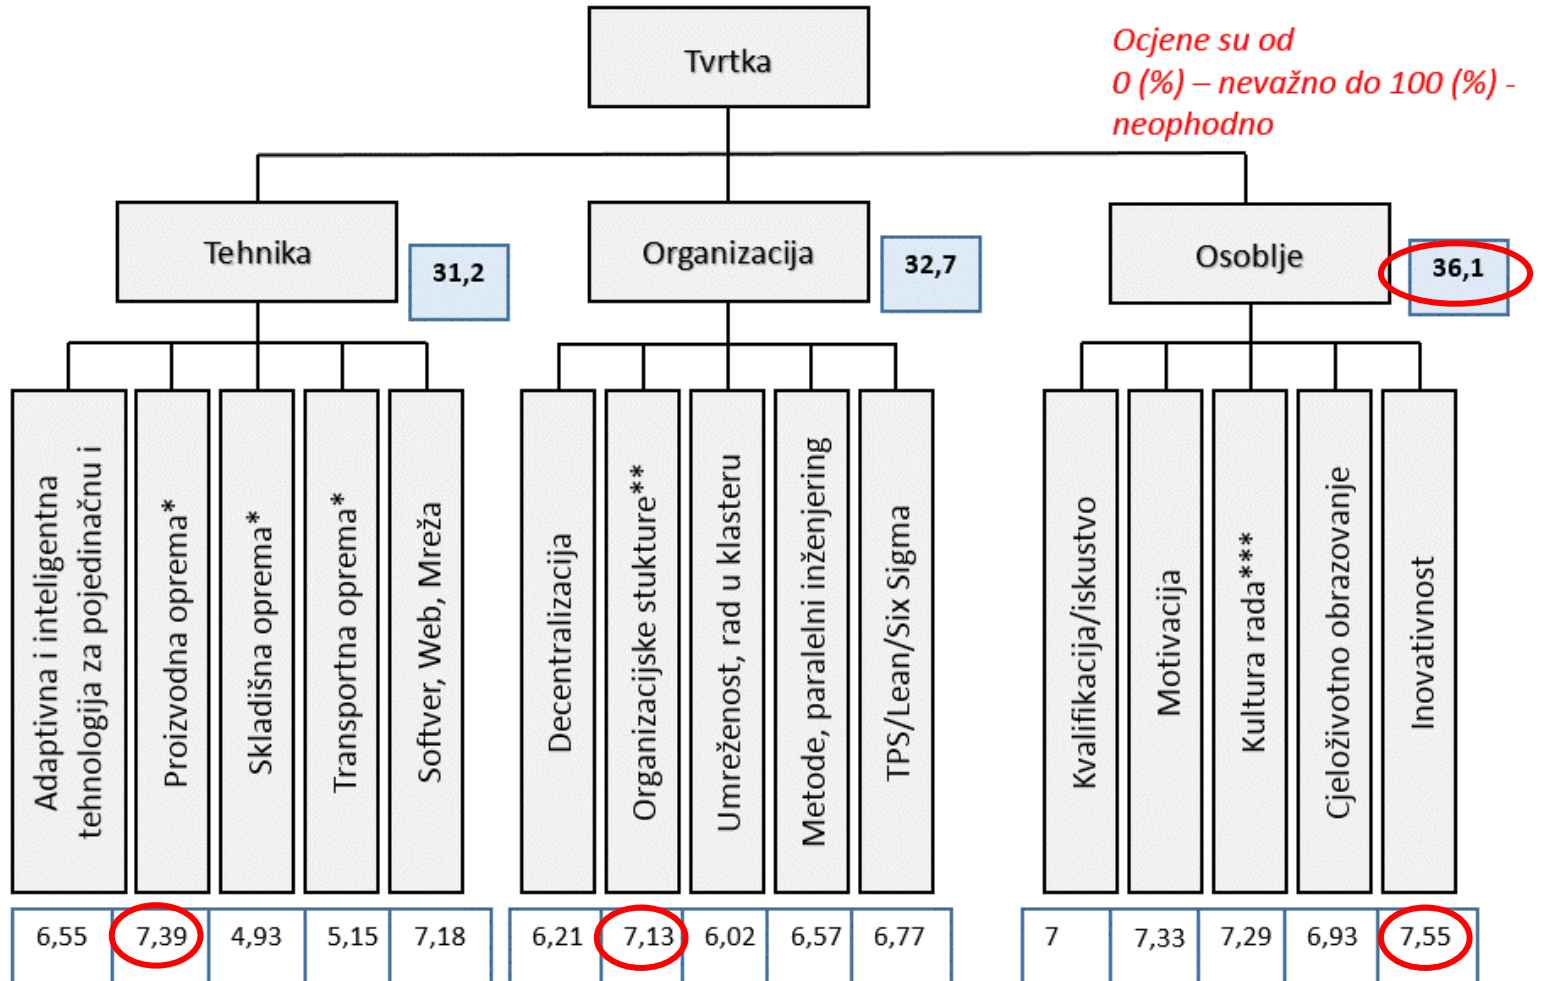 Tvrtka
Ocjene su od
0 (%) – nevažno do 100 (%) -
neophodno
Tehnika
31,2
Organizacija
32,7
Osoblje
36,1
Adaptivna i inteligentna
tehnologija za pojedinačnu i
Proizvodna oprema*
Skladišna oprema*
Transportna oprema*
Softver, Web, Mreža
Decentralizacija
Organizacijske stukture**
Umreženost, rad u klasteru
Metode, paralelni inženjering
TPS/Lean/Six Sigma
Kvalifikacija/iskustvo
Motivacija
Kultura rada***
Cjeloživotno obrazovanje
Inovativnost
6,55
7,39
4,93
5,15
7,18
6,21
7,13
6,02
6,57
6,77
7
7,33
7,29
6,93
7,55